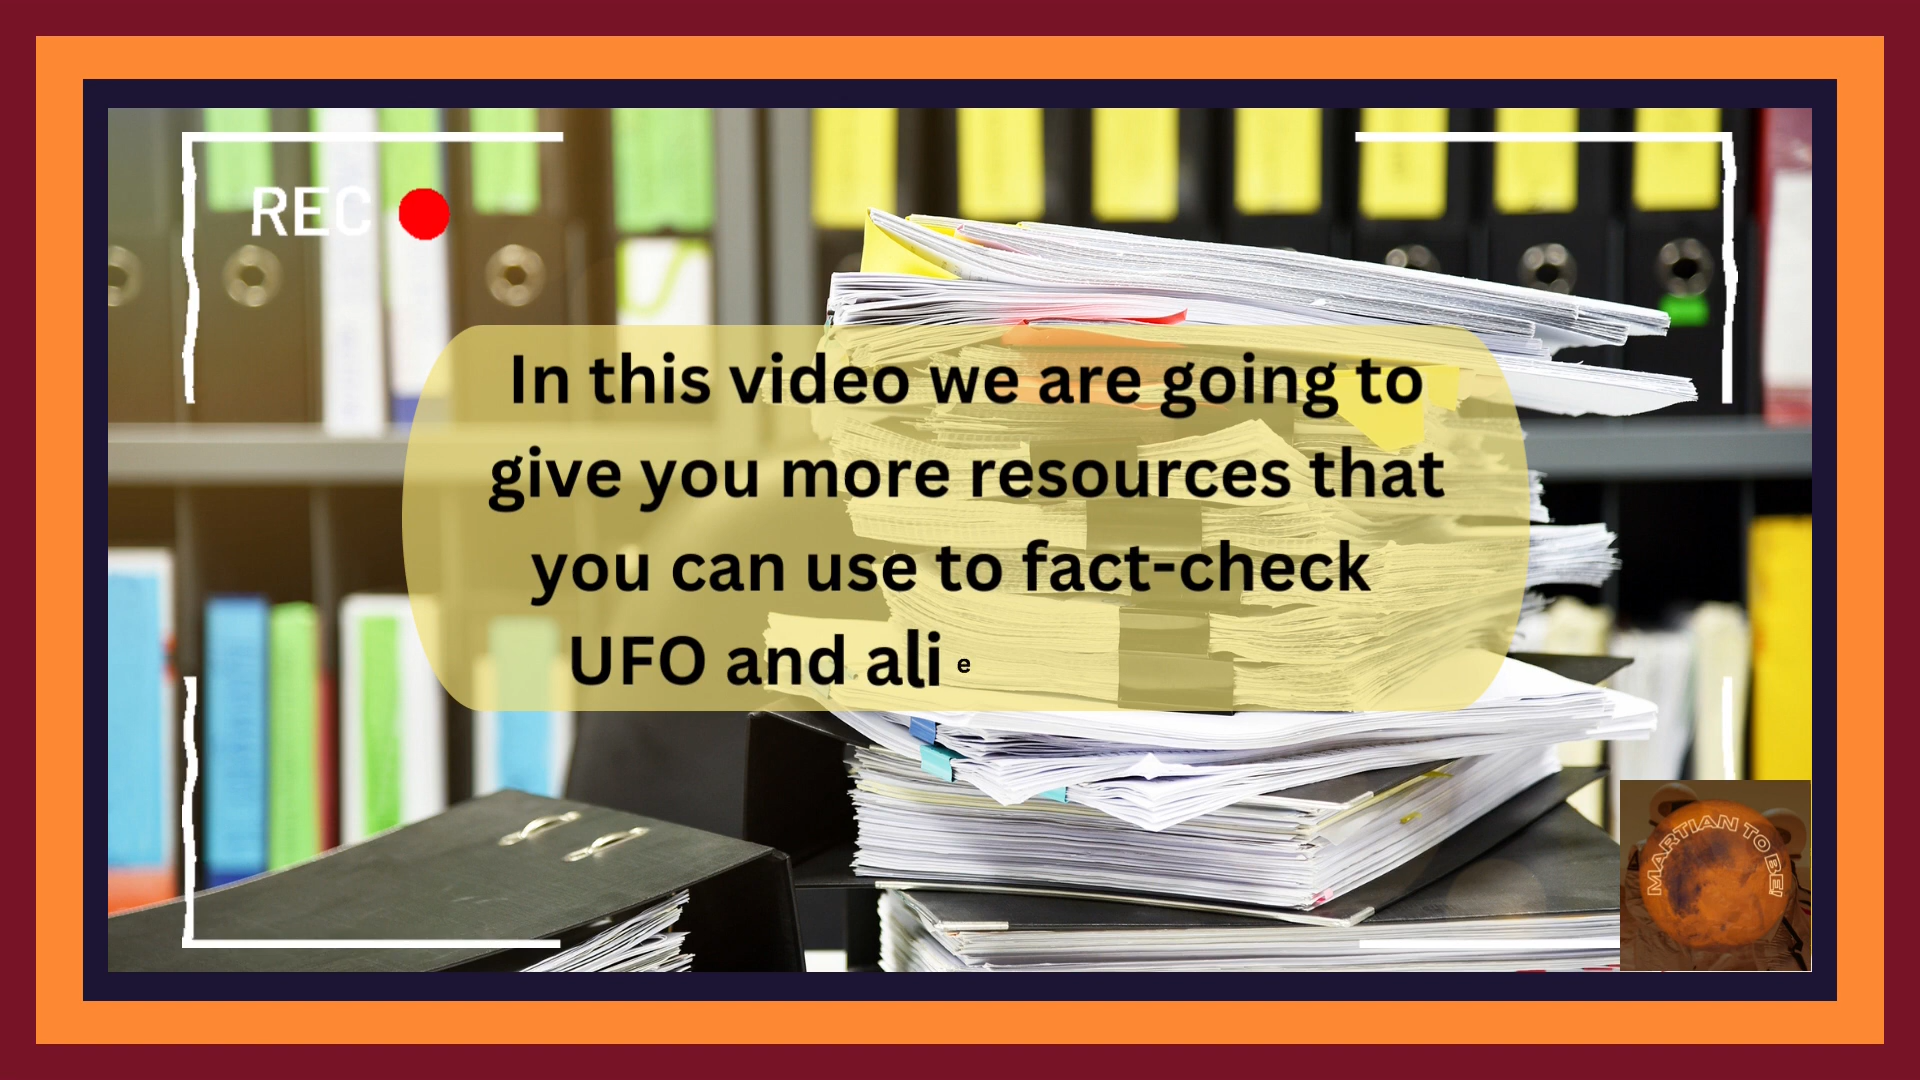 REC
In this video we are going to
give you more resources that
you can use to fact-check
UFO and ali e
MARTIAN TO BE!